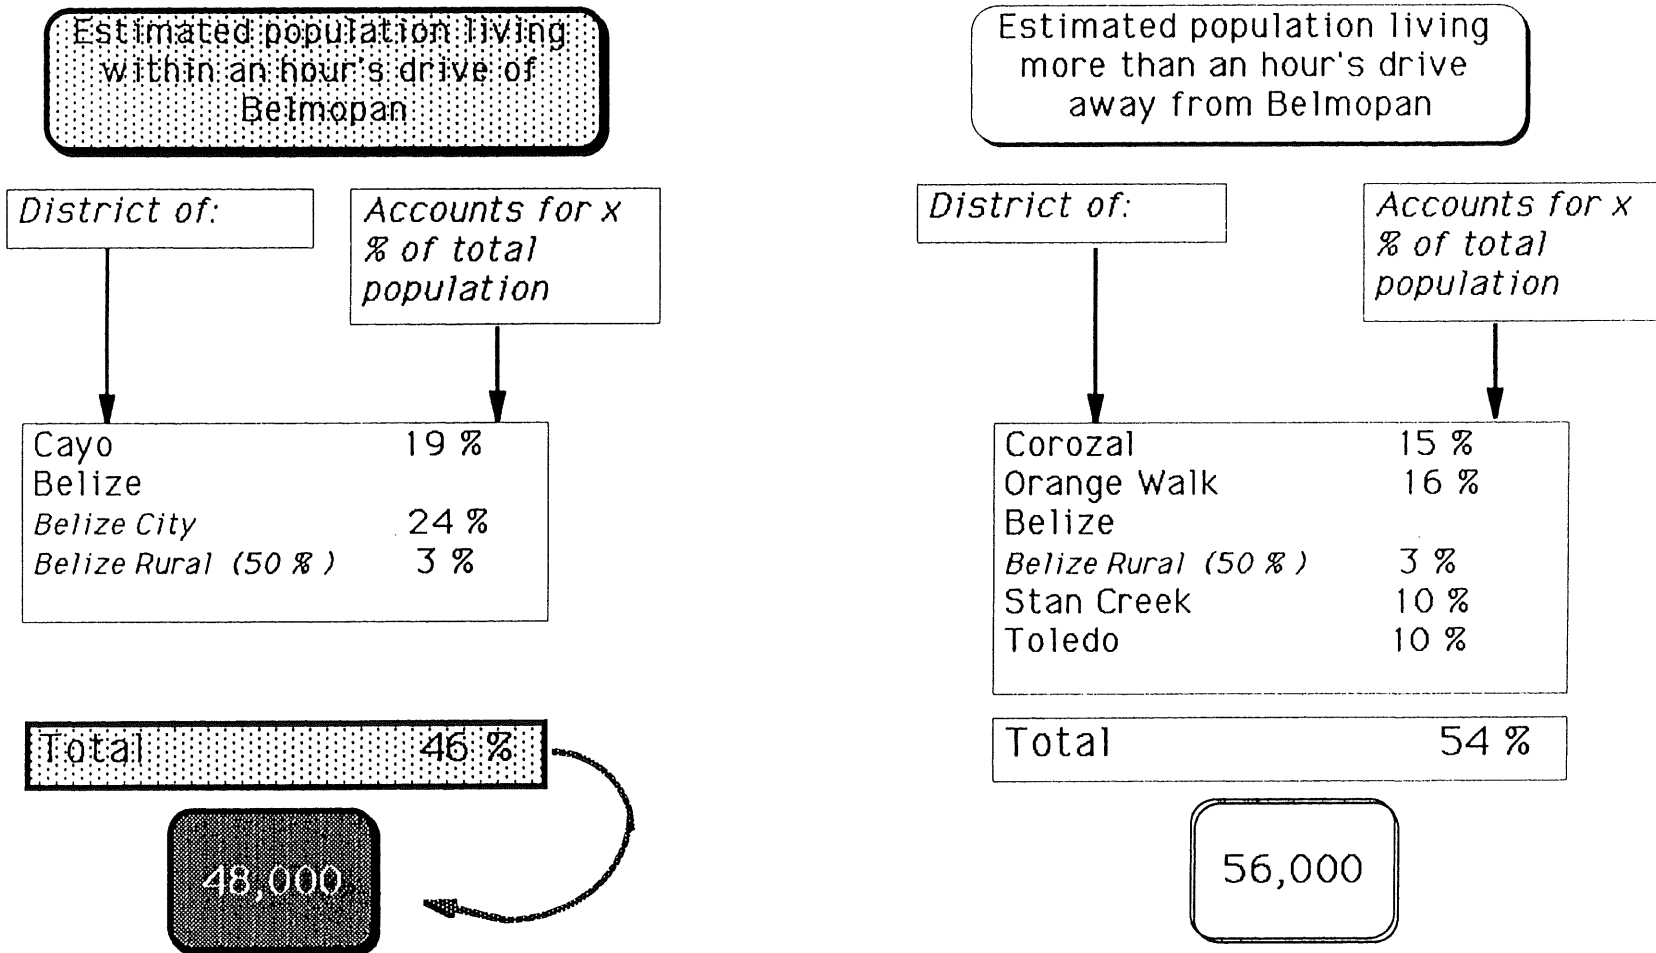 Estimated population living
within an hour's drive of
Belmopan
District of:
Accounts for x
% of total
population
Cayo 19 %
Belize
Belize City 24 %
Belize Rural (50 %) 3 %
Total 46 %
48,000
Estimated population living
more than an hour's drive
away from Belmopan
District of:
Accounts for x
% of total
population
Corozal 15 %
Orange Walk 16 %
Belize
Belize Rural (50 %) 3 %
Stan Creek 10 %
Toledo 10 %
Total 54 %
56,000